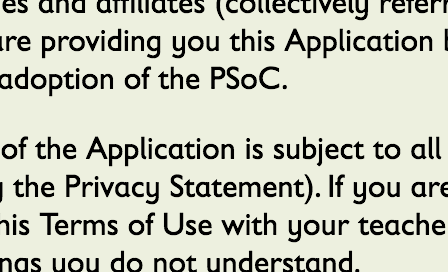 es and affiliates (collectively referr
are providing you this Application
adoption of the PSoC.
of the Application is subject to all
the Privacy Statement). If you are
his Terms of Use with your teache
ngs you do not understand.